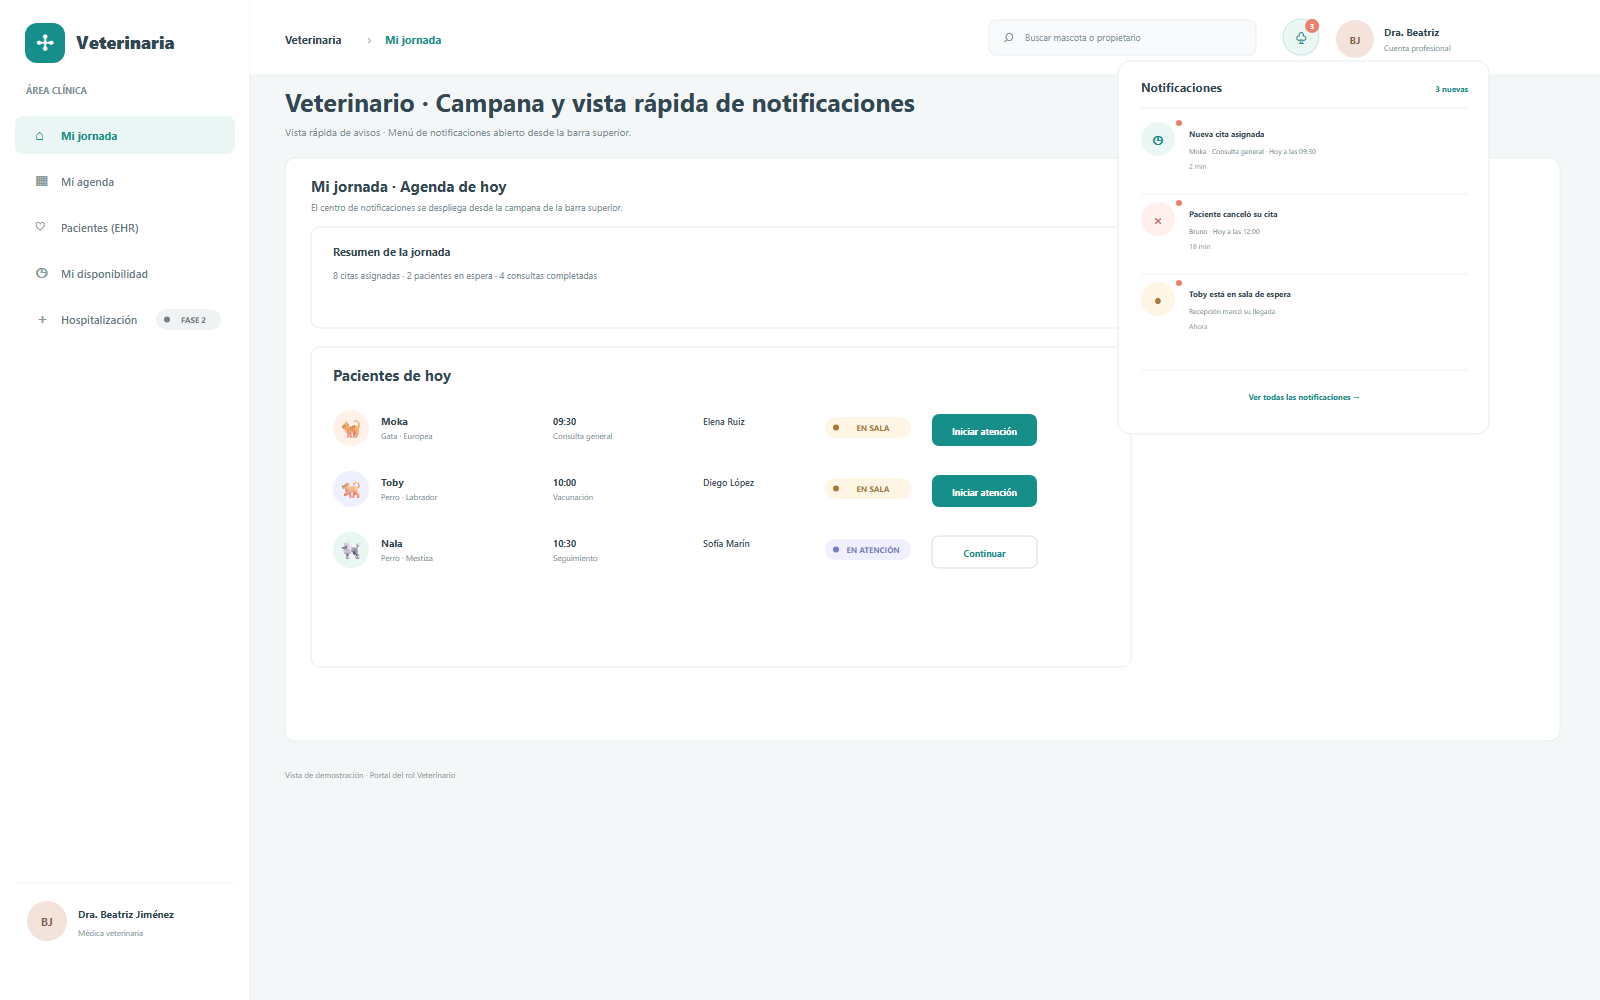 Veterinaria
ÁREA CLÍNICA
Mi jornada
Mi agenda
Pacientes (EHR)
Mi disponibilidad
Hospitalización FASE 2
Dra. Beatriz Jiménez
BJ
Médica veterinaria
Veterinaria › Mi jornada
Buscar mascota o propietario
3
BJ
Dra. Beatriz
Cuenta profesional
Veterinario · Campana y vista rápida de notificaciones
Vista rápida de avisos · Menú de notificaciones abierto desde la barra superior.
Mi jornada · Agenda de hoy
El centro de notificaciones se despliega desde la campana de la barra superior.
Resumen de la jornada
8 citas asignadas · 2 pacientes en espera · 4 consultas completadas
Pacientes de hoy
Moka 09:30 Elena Ruiz EN SALA Iniciar atención
Gata · Europea Consulta general
Toby 10:00 Diego López EN SALA Iniciar atención
Perro · Labrador Vacunación
Nala 10:30 Sofía Marín EN ATENCIÓN Continuar
Perro · Mestiza Seguimiento
Notificaciones 3 nuevas
Nueva cita asignada
Moka · Consulta general · Hoy a las 09:30
2 min
Paciente canceló su cita
Bruno · Hoy a las 12:00
18 min
Toby está en sala de espera
Recepción marcó su llegada
Ahora
Ver todas las notificaciones →
Vista de demostración · Portal del rol Veterinario